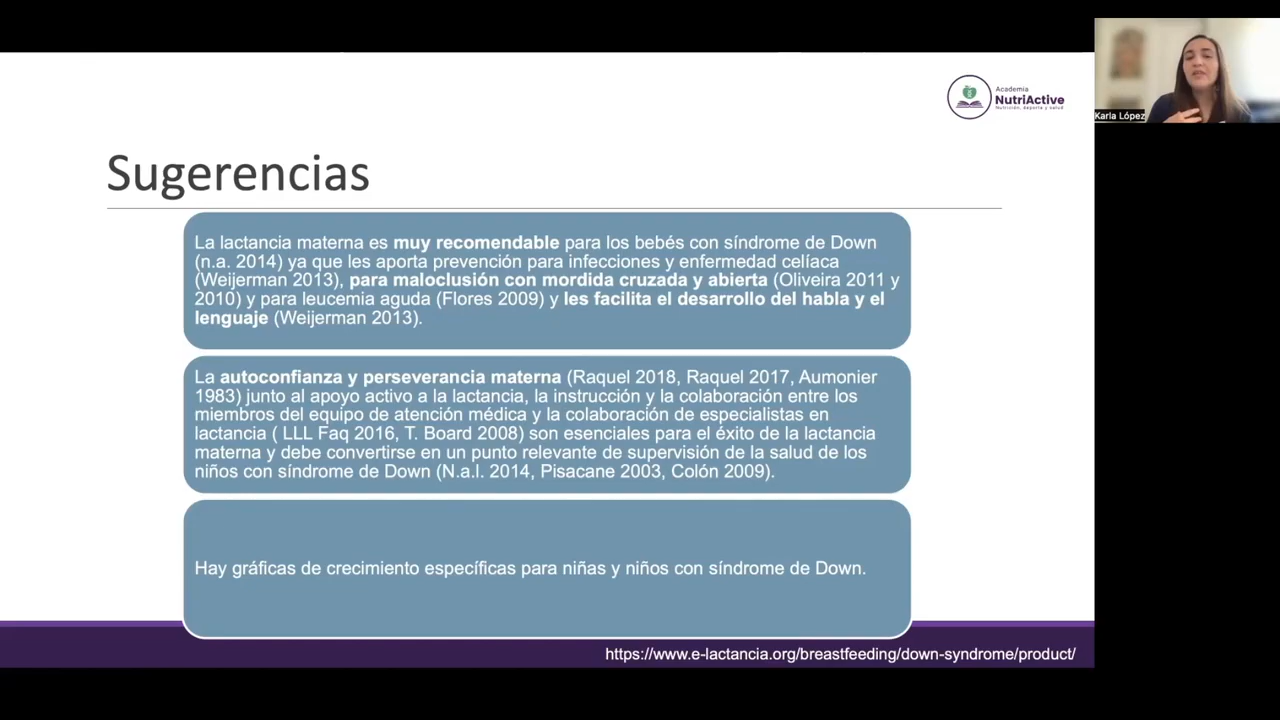 Academia
NutriActive
Nutrición, deporte y salud
Karla López
Sugerencias
La lactancia materna es muy recomendable para los bebés con síndrome de Down
(n.a. 2014) ya que les aporta prevención para infecciones y enfermedad celíaca
(Weijerman 2013), para maloclusión con mordida cruzada y abierta (Oliveira 2011 y
2010) y para leucemia aguda (Flores 2009) y les facilita el desarrollo del habla y el
lenguaje (Weijerman 2013).
La autoconfianza y perseverancia materna (Raquel 2018, Raquel 2017, Aumonier
1983) junto al apoyo activo a la lactancia, la instrucción y la colaboración entre los
miembros del equipo de atención médica y la colaboración de especialistas en
lactancia ( LLL Faq 2016, T. Board 2008) son esenciales para el éxito de la lactancia
materna y debe convertirse en un punto relevante de supervisión de la salud de los
niños con síndrome de Down (N.a.l. 2014, Pisacane 2003, Colón 2009).
Hay gráficas de crecimiento específicas para niñas y niños con síndrome de Down.
https://www.e-lactancia.org/breastfeeding/down-syndrome/product/